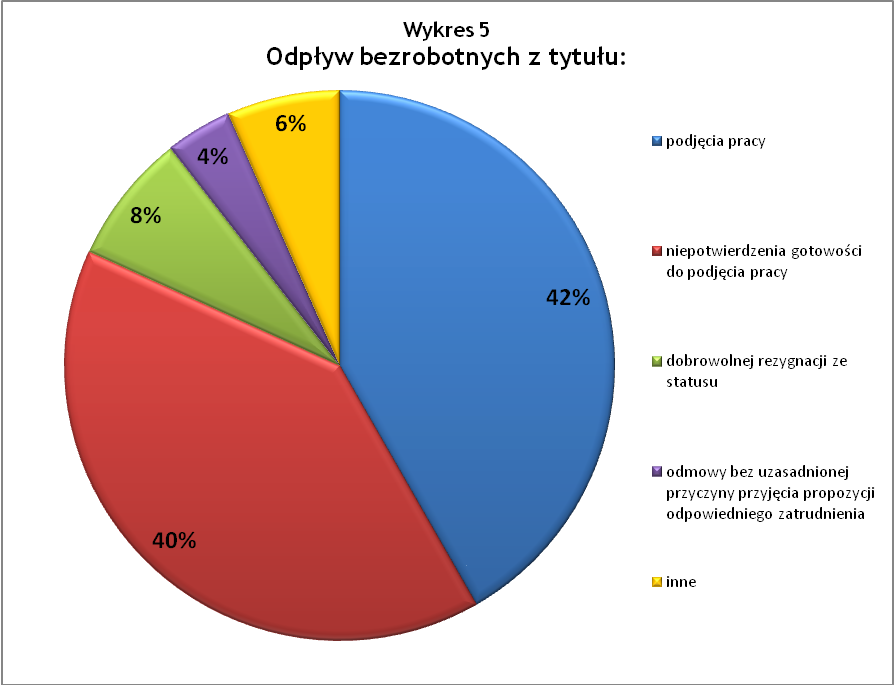 Wykres 5
Odpływ bezrobotnych z tytułu:
6%
4%
8%
42%
40%
podjęcia pracy
niepotwierdzenia gotowości
do podjęcia pracy
dobrowolnej rezygnacji ze
statusu
odmowy bez uzasadnionej
przyczyny przyjęcia propozycji
odpowiedniego zatrudnienia
inne